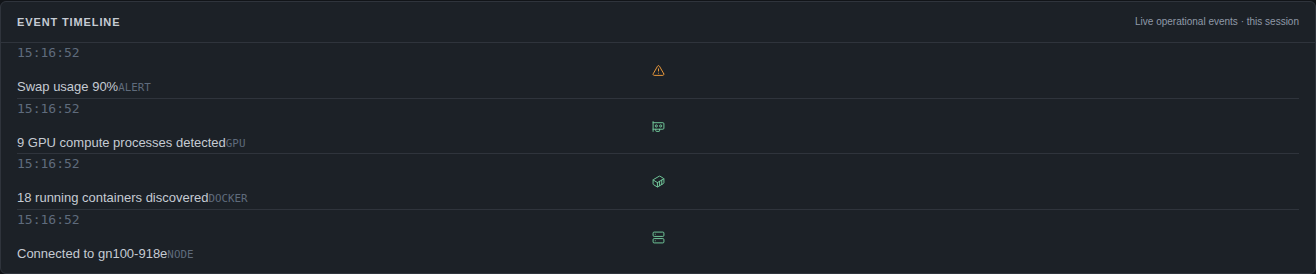 EVENT TIMELINE
Live operational events · this session
15:16:52
Swap usage 90%ALERT
15:16:52
9 GPU compute processes detectedGPU
15:16:52
18 running containers discoveredDOCKER
15:16:52
Connected to gn100-918eNODE